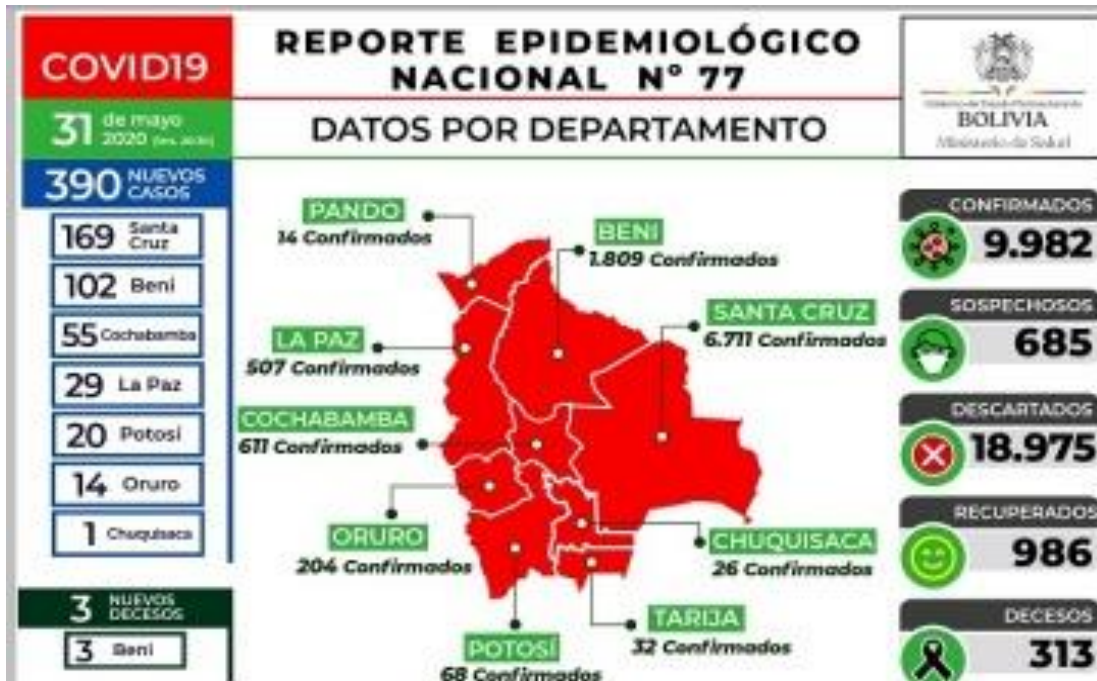 COVID19
31 de mayo
2020
REPORTE EPIDEMIOLÓGICO
NACIONAL Nº 77
DATOS POR DEPARTAMENTO
BOLIVIA
Ministerio de Salud
390 NUEVOS CASOS
169 Santa Cruz
102 Beni
55 Cochabamba
29 La Paz
20 Potosí
14 Oruro
1 Chuquisaca
3 NUEVOS DECESOS
3 Beni
PANDO
14 Confirmados
BENI
1.809 Confirmados
SANTA CRUZ
6.711 Confirmados
LA PAZ
507 Confirmados
COCHABAMBA
611 Confirmados
ORURO
204 Confirmados
CHUQUISACA
26 Confirmados
TARIJA
32 Confirmados
POTOSÍ
68 Confirmados
CONFIRMADOS
9.982
SOSPECHOSOS
685
DESCARTADOS
18.975
RECUPERADOS
986
DECESOS
313